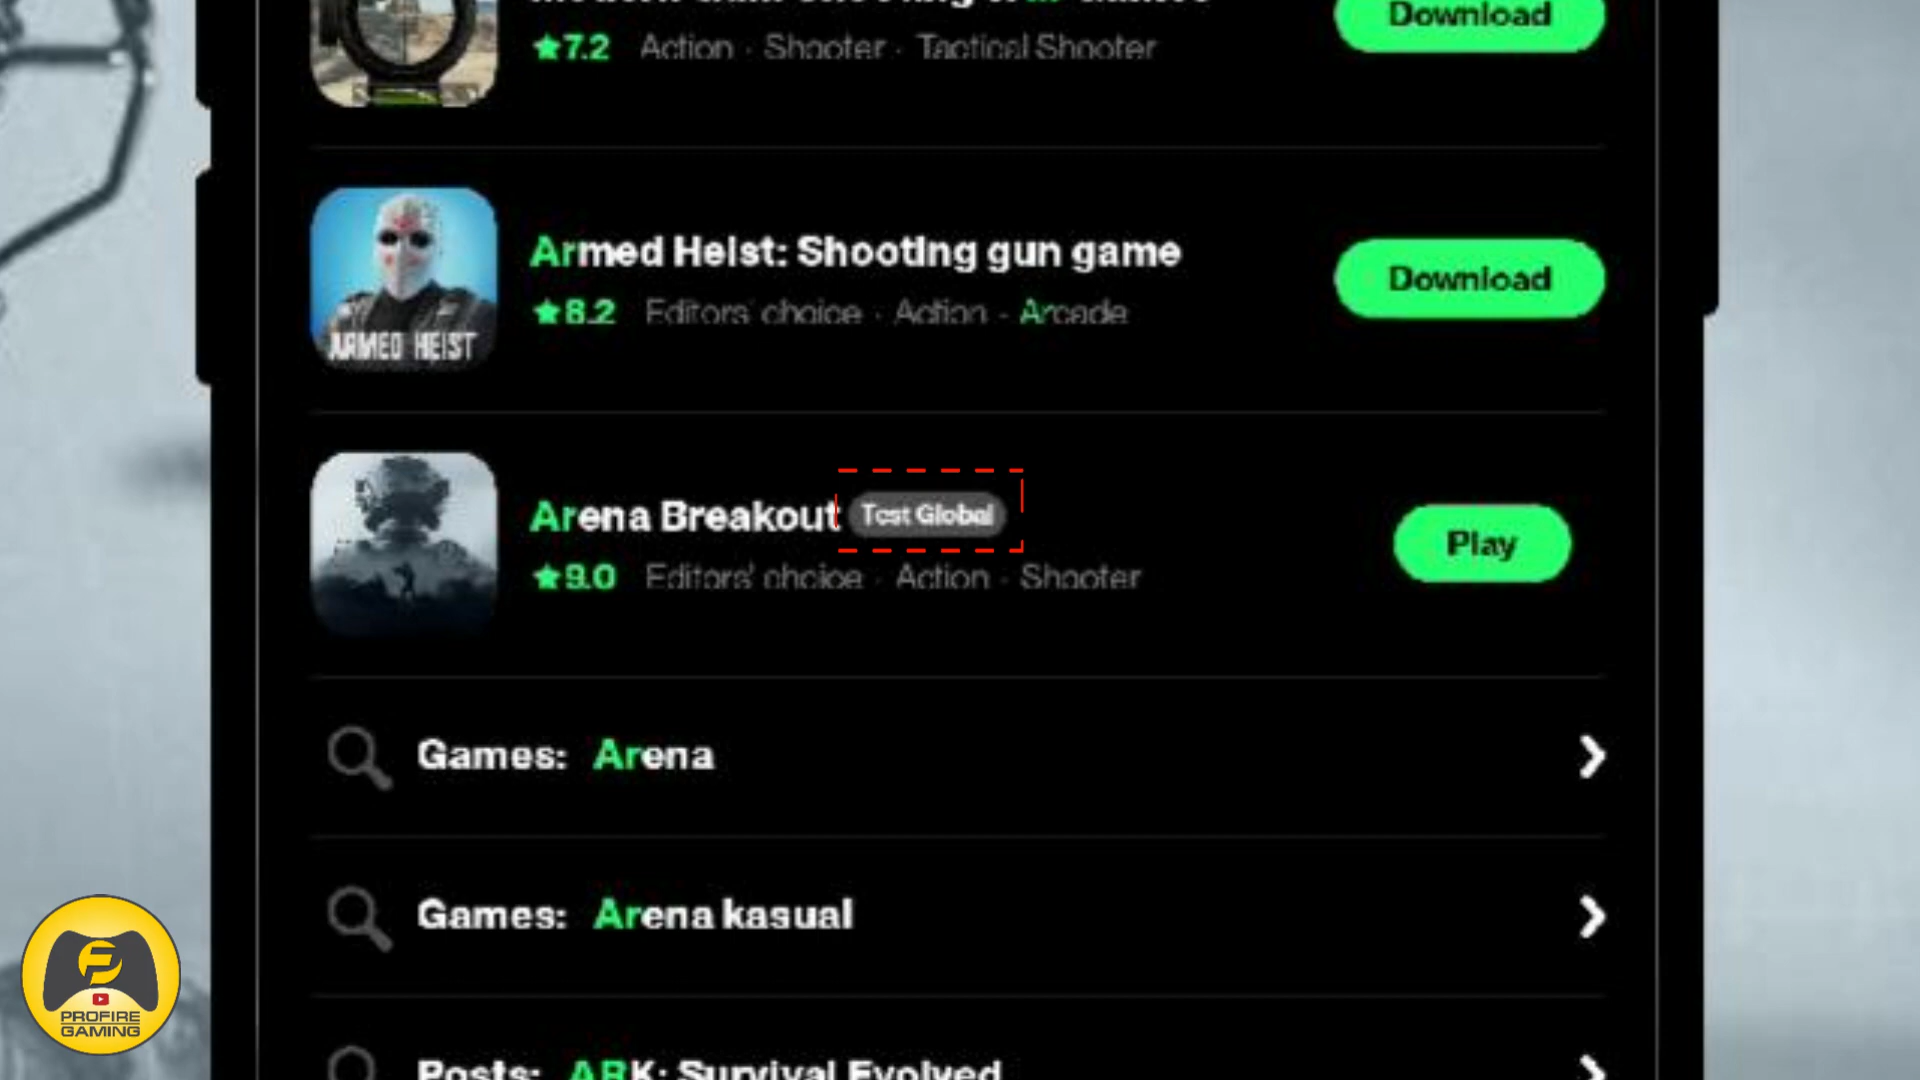 Download
★7.2 Action · Shooter · Tactical Shooter
Armed Heist: Shooting gun game
★8.2 Editors' choice · Action · Arcade
Download
ARMED HEIST
Arena Breakout Test Global
★9.0 Editors' choice · Action · Shooter
Play
Games: Arena
Games: Arena kasual
Posts: ARK: Survival Evolved
PROFIRE
GAMING